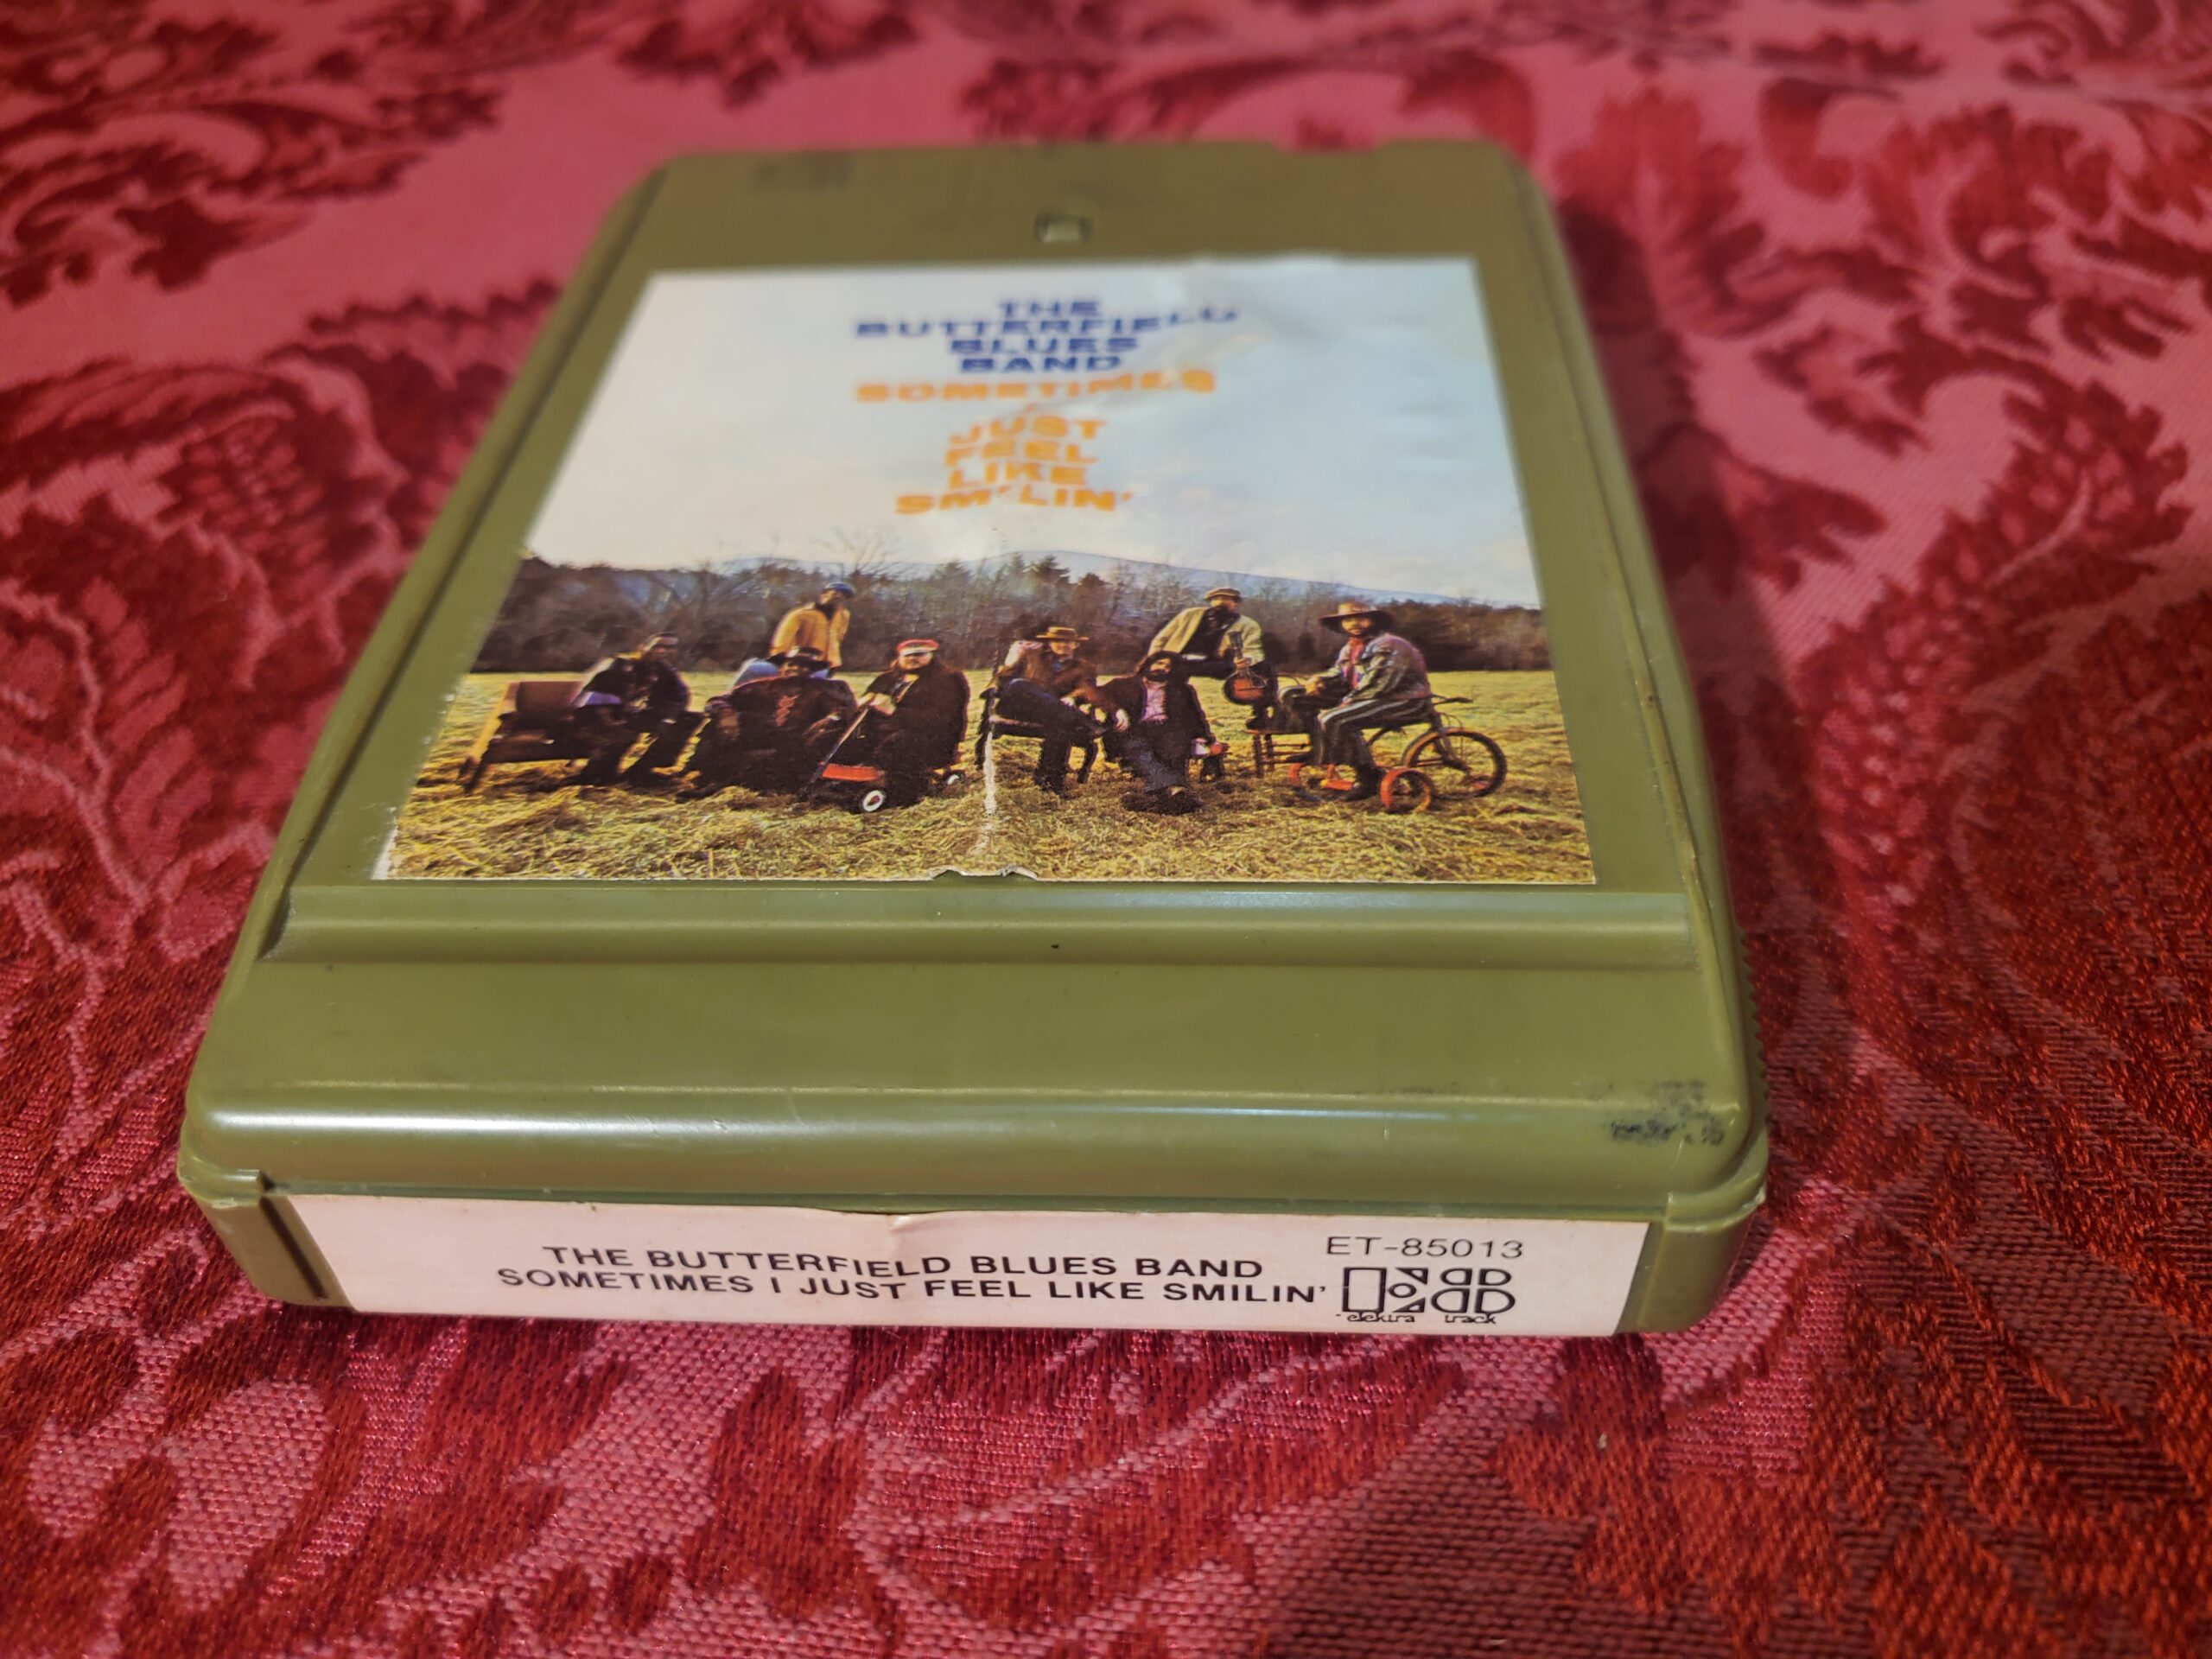 THE
BUTTERFIELD
BLUES
BAND
SOMETIMES
I
JUST
FEEL
LIKE
SMILIN'
THE BUTTERFIELD BLUES BAND
SOMETIMES I JUST FEEL LIKE SMILIN'
ET-85013
elektra track